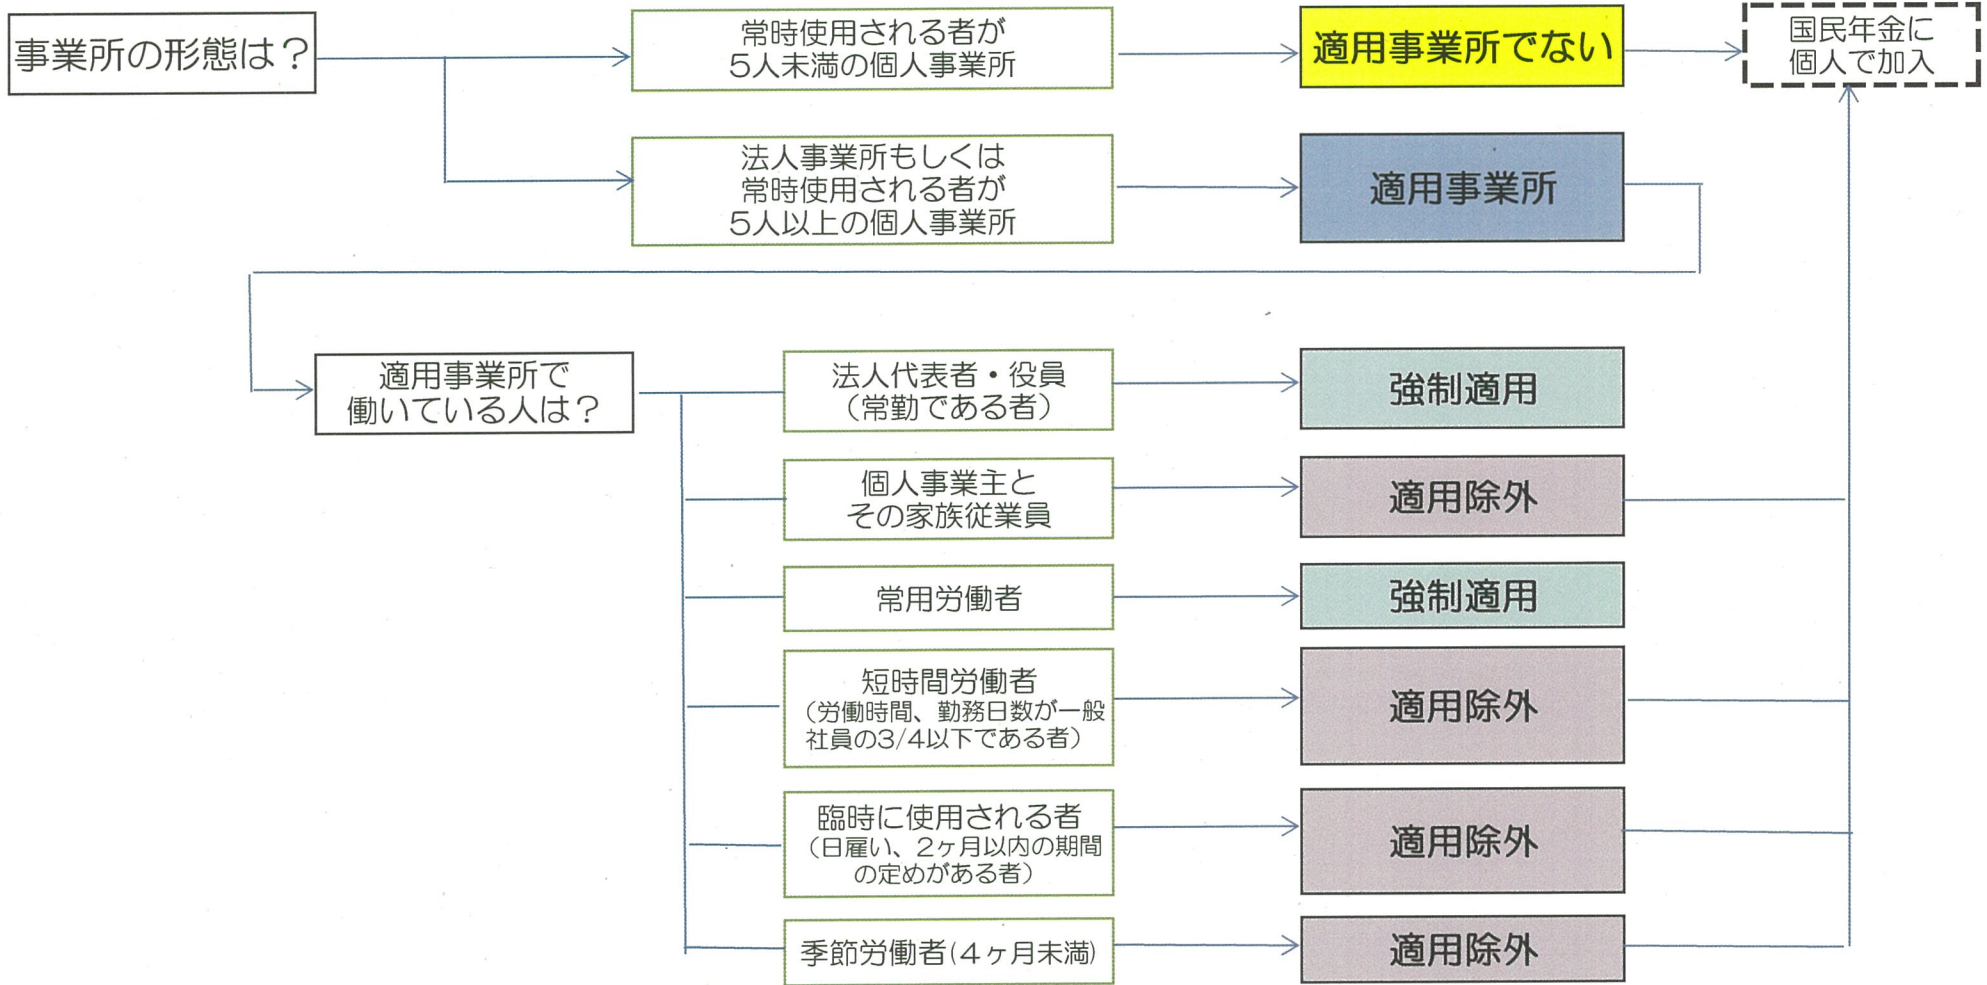 事業所の形態は？
常時使用される者が
5人未満の個人事業所
適用事業所でない
国民年金に
個人で加入
法人事業所もしくは
常時使用される者が
5人以上の個人事業所
適用事業所
適用事業所で
働いている人は？
法人代表者・役員
（常勤である者）
強制適用
個人事業主と
その家族従業員
適用除外
常用労働者
強制適用
短時間労働者
（労働時間、勤務日数が一般
社員の3/4以下である者）
適用除外
臨時に使用される者
（日雇い、2ヶ月以内の期間
の定めがある者）
適用除外
季節労働者(4ヶ月未満)
適用除外